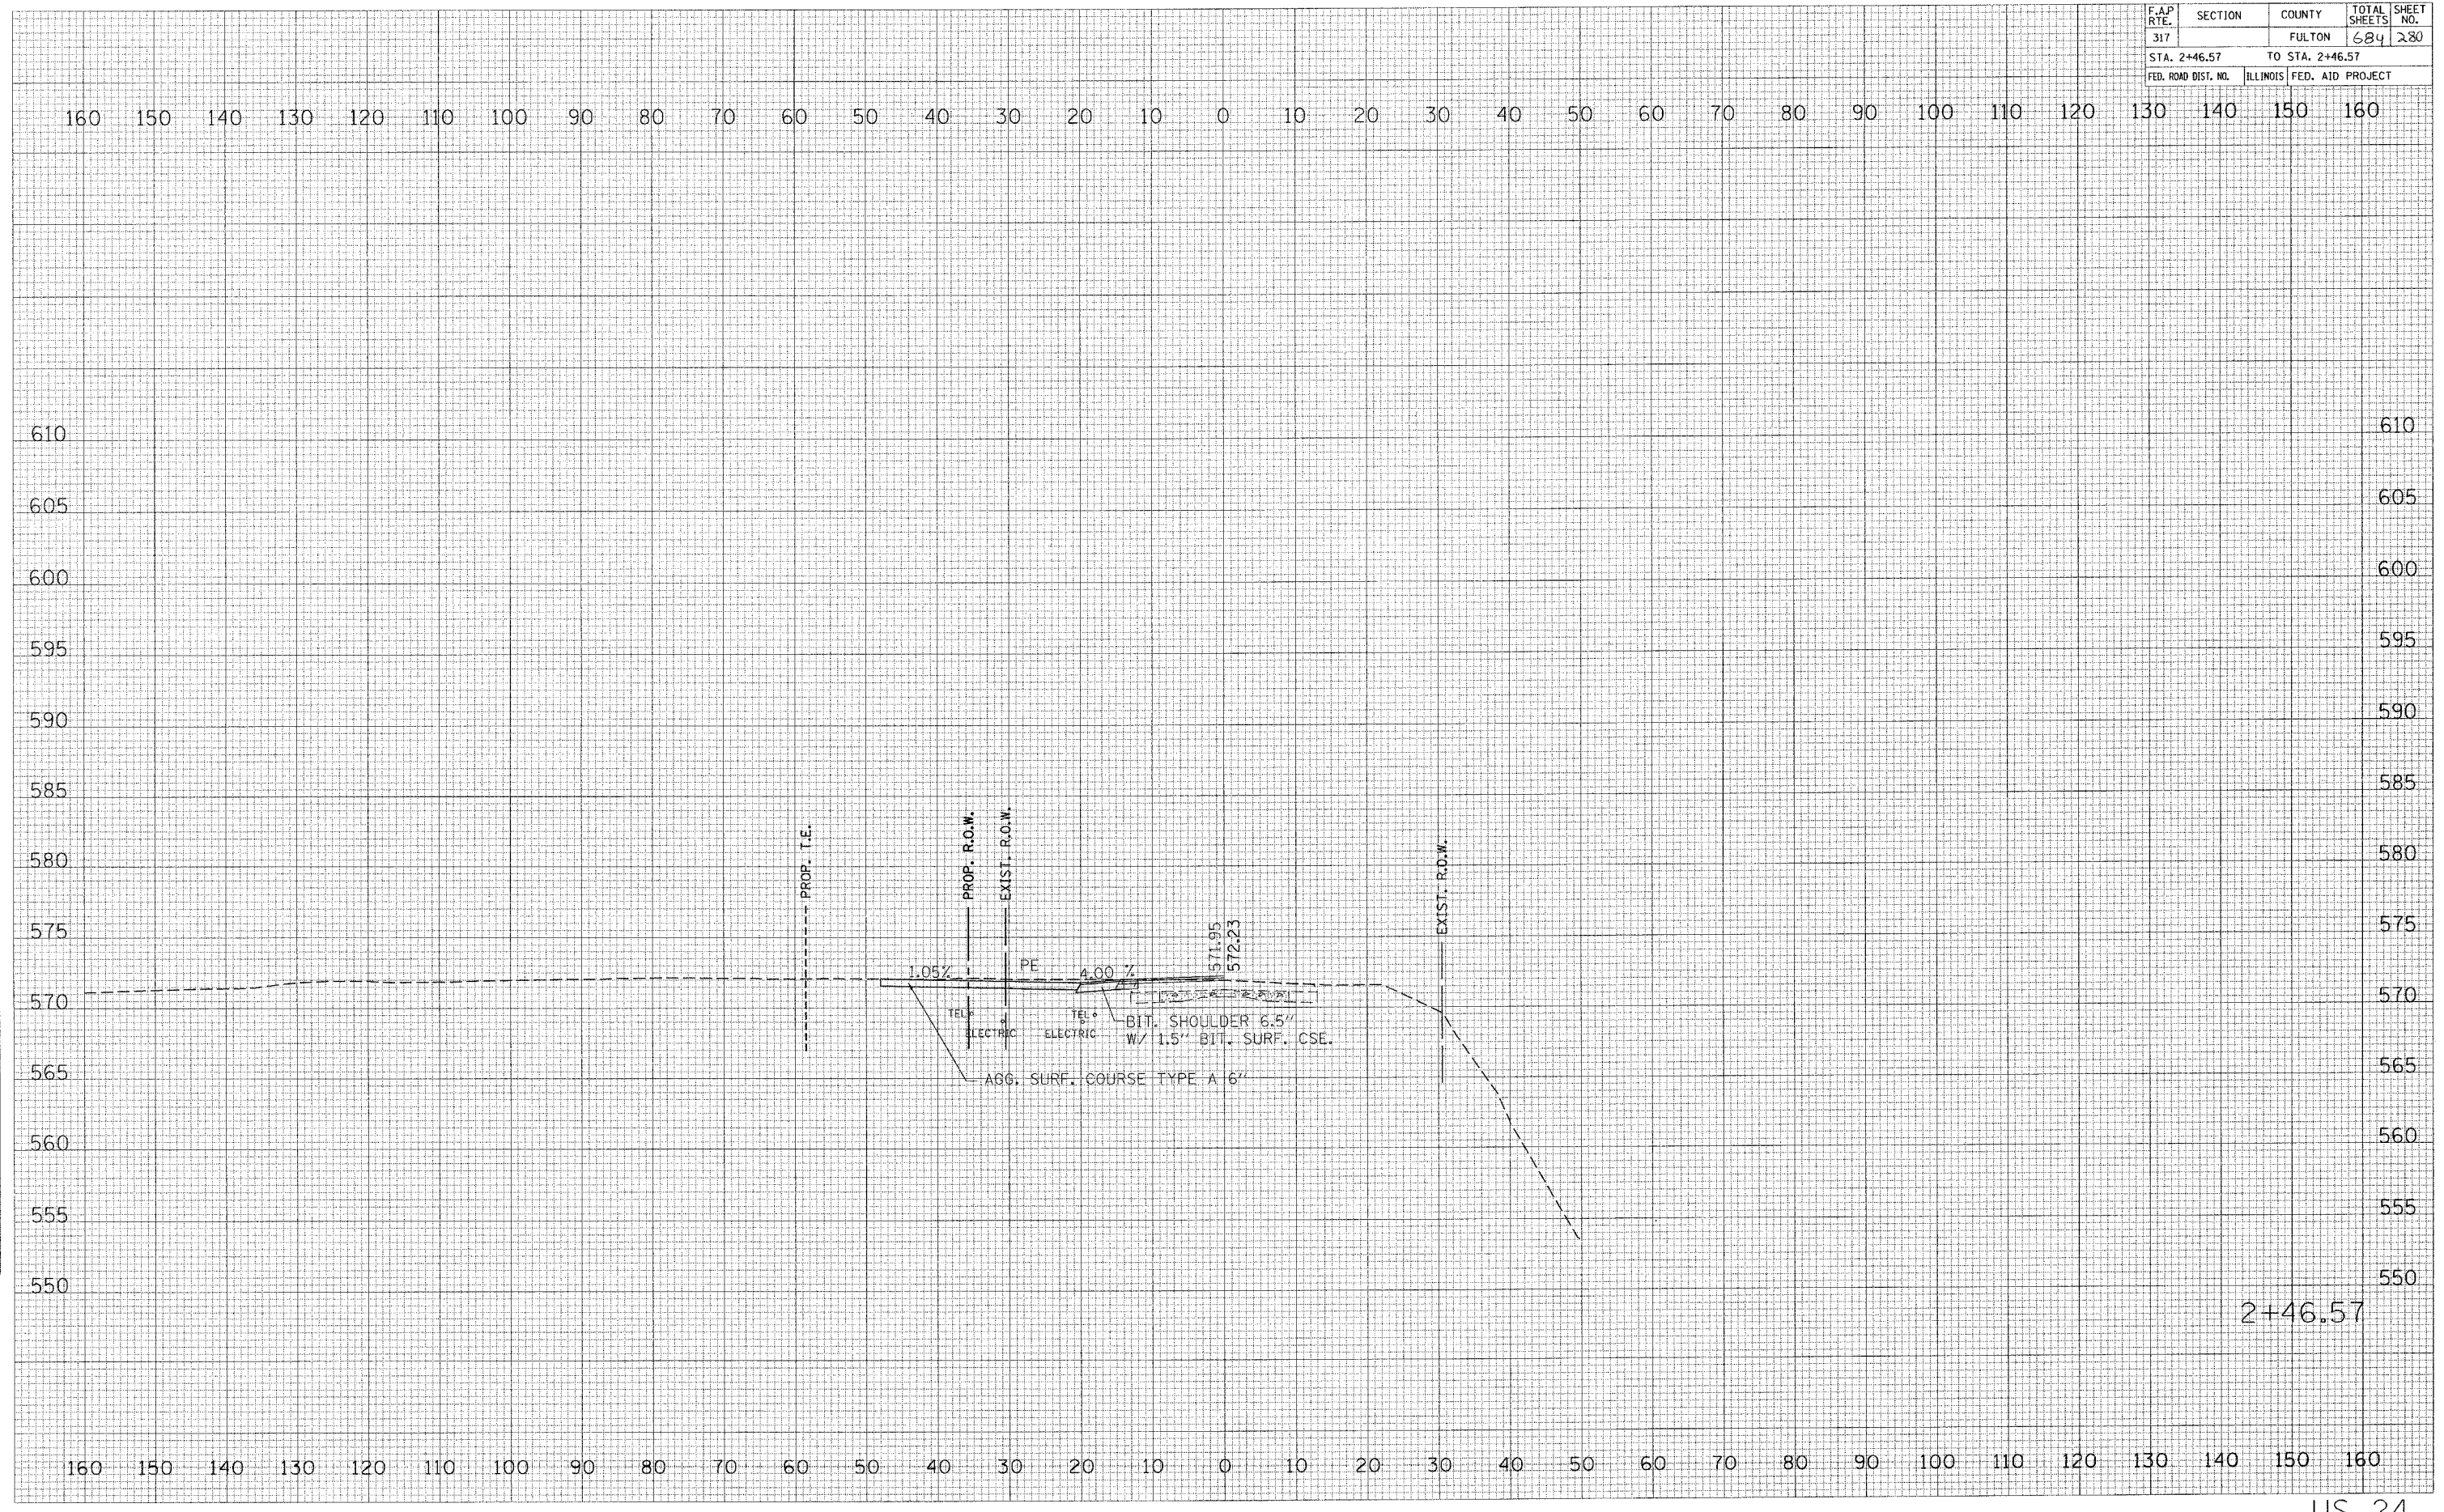 F.A.P RTE. SECTION COUNTY TOTAL SHEETS SHEET NO.
317 FULTON 684 280
STA. 2+46.57 TO STA. 2+46.57
FED. ROAD DIST. NO. ILLINOIS FED. AID PROJECT
160 150 140 130 120 110 100 90 80 70 60 50 40 30 20 10 0 10 20 30 40 50 60 70 80 90 100 110 120 130 140 150 160
610 610
605 605
600 600
595 595
590 590
585 585
580 580
575 575
570 570
565 565
560 560
555 555
550 550
PROP. T.E.
PROP. R.O.W.
EXIST. R.O.W.
EXIST. R.O.W.
571.95
572.23
1.05% PE 4.00 %
TEL TEL
ELECTRIC ELECTRIC
BIT. SHOULDER 6.5"
W/ 1.5" BIT. SURF. CSE.
AGG. SURF. COURSE TYPE A 6"
2+46.57
160 150 140 130 120 110 100 90 80 70 60 50 40 30 20 10 0 10 20 30 40 50 60 70 80 90 100 110 120 130 140 150 160
US 24